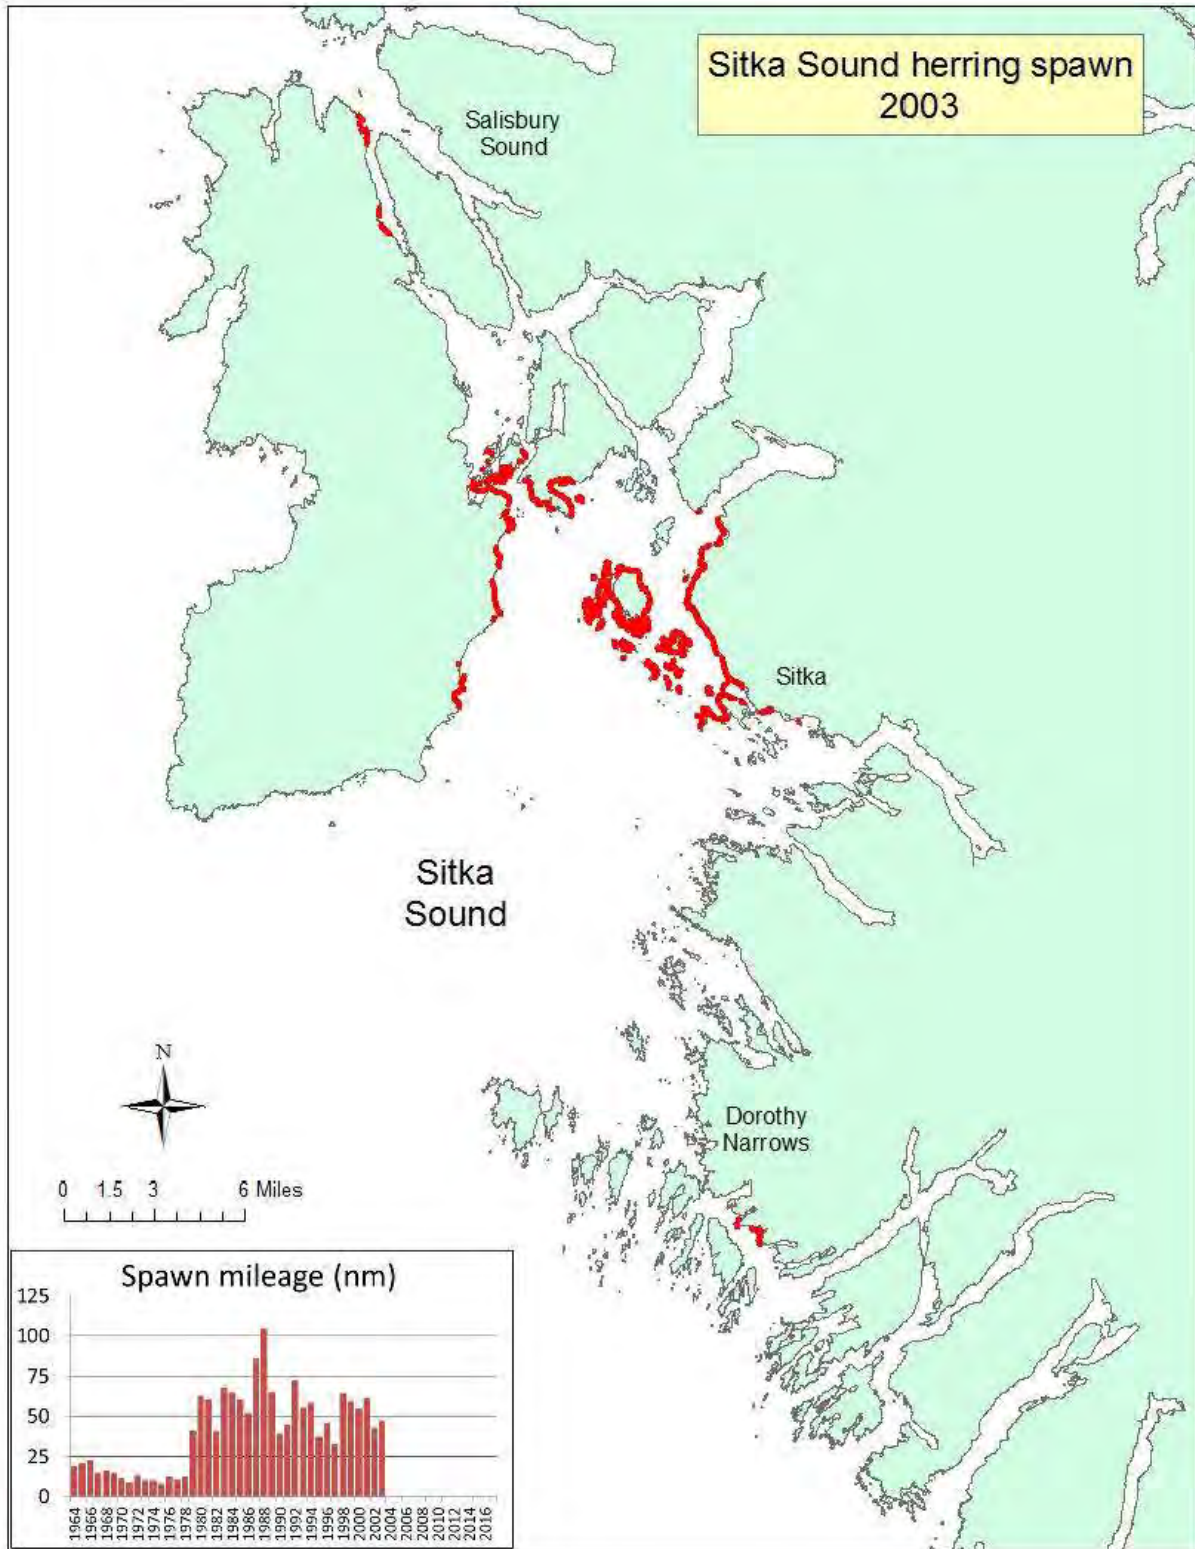 Sitka Sound herring spawn
2003
Salisbury
Sound
Sitka
Sitka
Sound
N
Dorothy
Narrows
0 1.5 3 6 Miles
Spawn mileage (nm)
125
100
75
50
25
0
1964 1966 1968 1970 1972 1974 1976 1978 1980 1982 1984 1986 1988 1990 1992 1994 1996 1998 2000 2002 2004 2006 2008 2010 2012 2014 2016